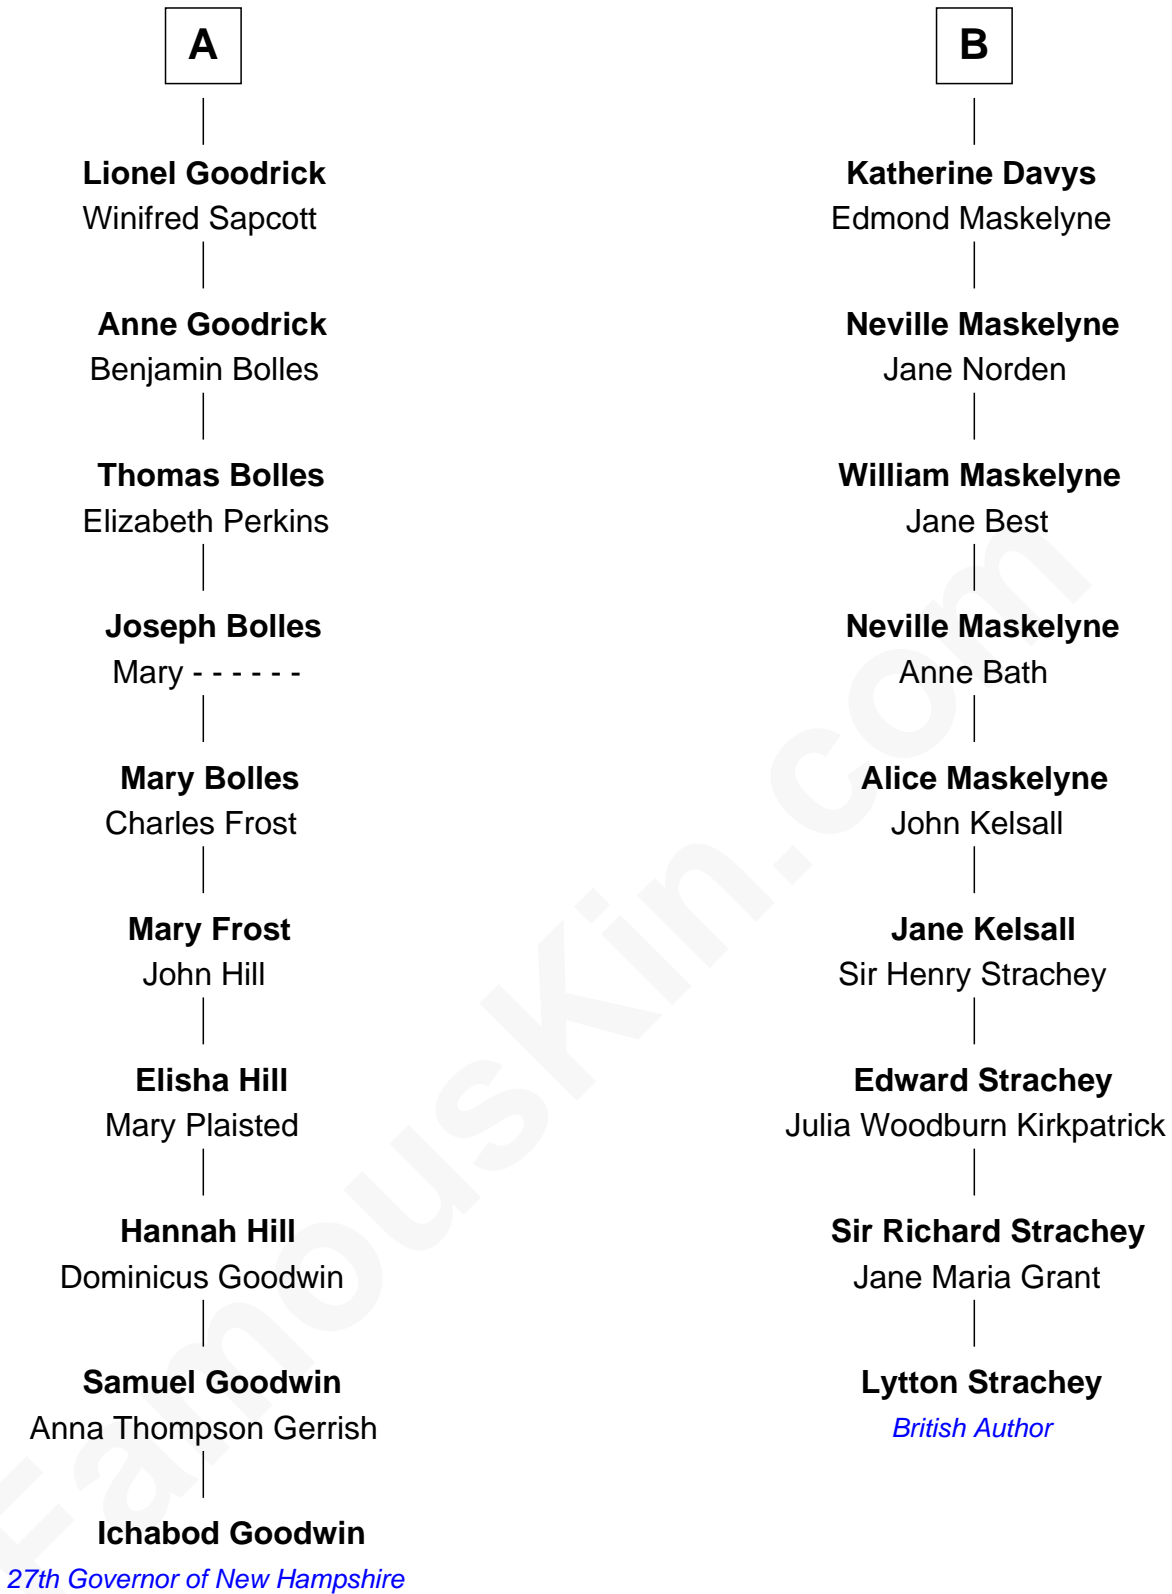 A
Lionel Goodrick
Winifred Sapcott
Anne Goodrick
Benjamin Bolles
Thomas Bolles
Elizabeth Perkins
Joseph Bolles
Mary - - - - - -
Mary Bolles
Charles Frost
Mary Frost
John Hill
Elisha Hill
Mary Plaisted
Hannah Hill
Dominicus Goodwin
Samuel Goodwin
Anna Thompson Gerrish
Ichabod Goodwin
27th Governor of New Hampshire
B
Katherine Davys
Edmond Maskelyne
Neville Maskelyne
Jane Norden
William Maskelyne
Jane Best
Neville Maskelyne
Anne Bath
Alice Maskelyne
John Kelsall
Jane Kelsall
Sir Henry Strachey
Edward Strachey
Julia Woodburn Kirkpatrick
Sir Richard Strachey
Jane Maria Grant
Lytton Strachey
British Author
FamousKin.com